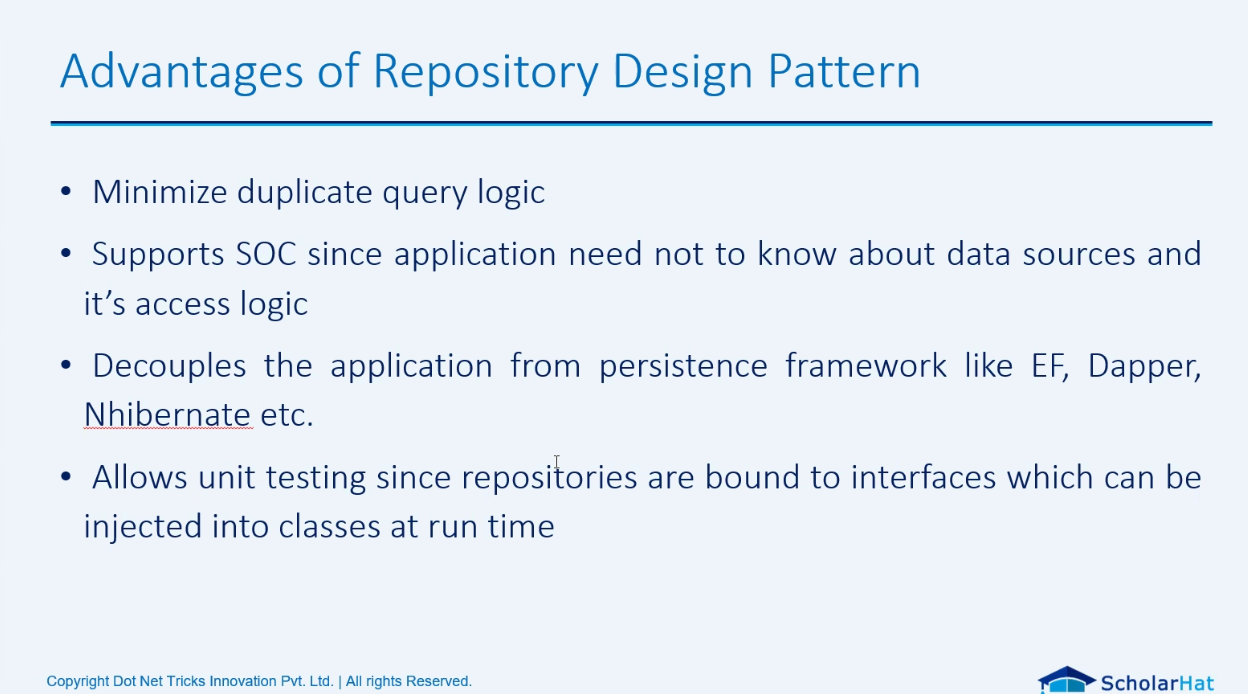 Advantages of Repository Design Pattern
• Minimize duplicate query logic
• Supports SOC since application need not to know about data sources and
it’s access logic
• Decouples the application from persistence framework like EF, Dapper,
Nhibernate etc.
• Allows unit testing since repositories are bound to interfaces which can be
injected into classes at run time
Copyright Dot Net Tricks Innovation Pvt. Ltd. | All rights Reserved.
ScholarHat